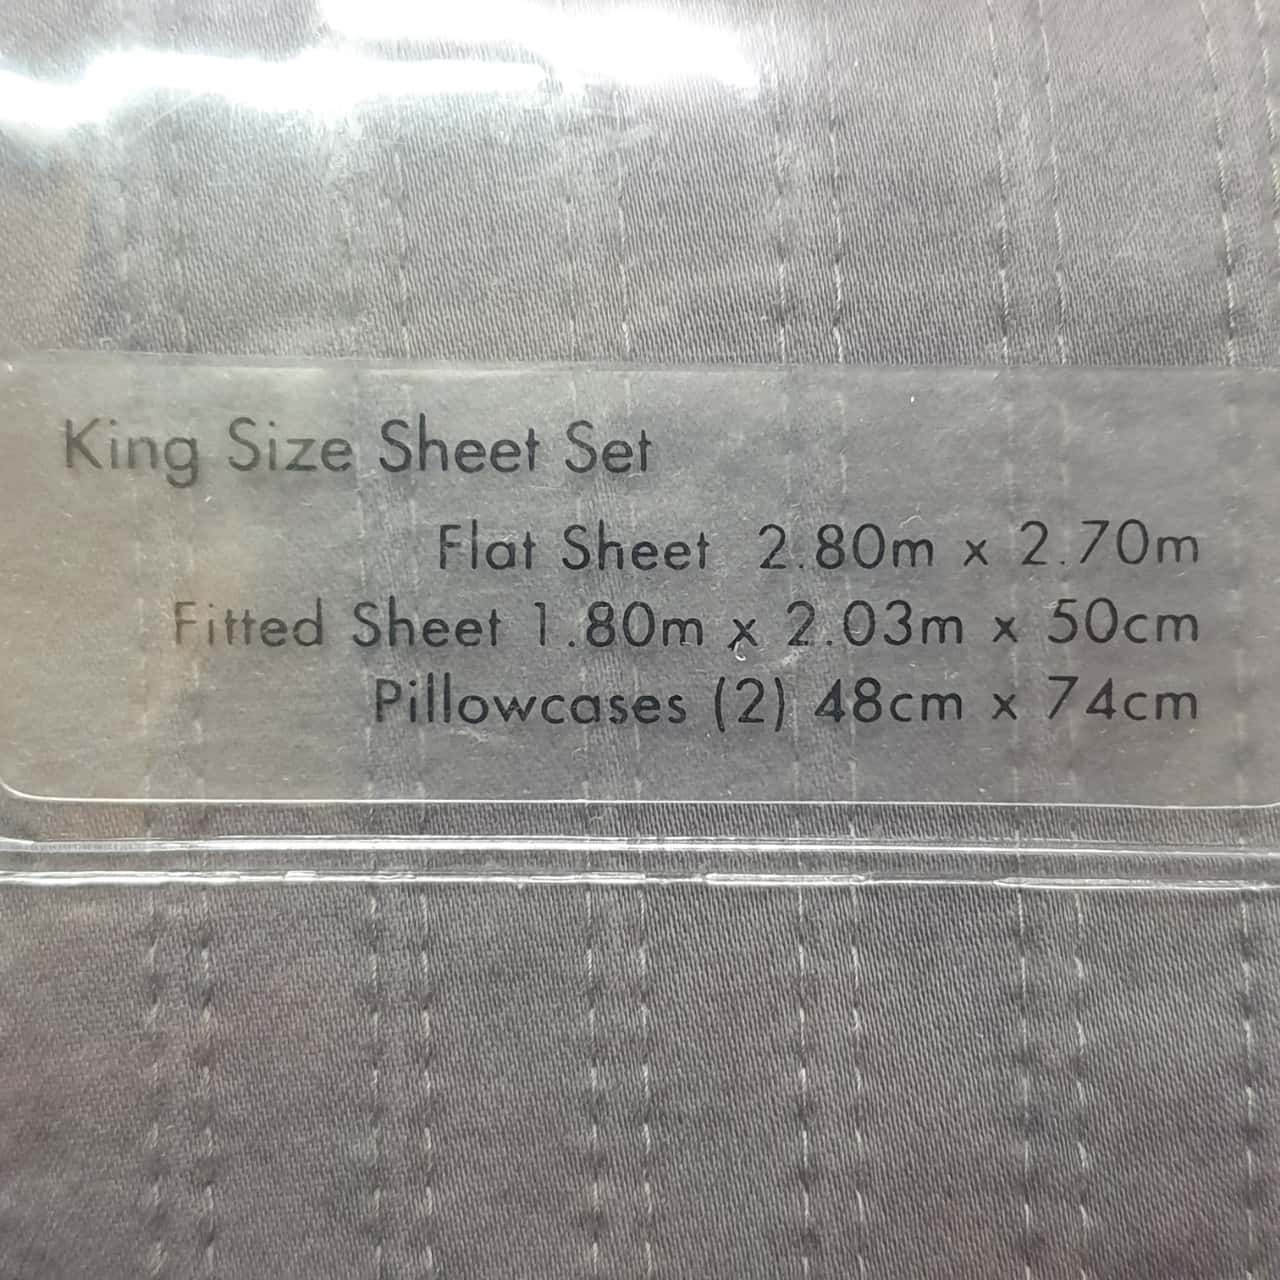 King Size Sheet Set
Flat Sheet 2.80m x 2.70m
Fitted Sheet 1.80m x 2.03m x 50cm
Pillowcases (2) 48cm x 74cm